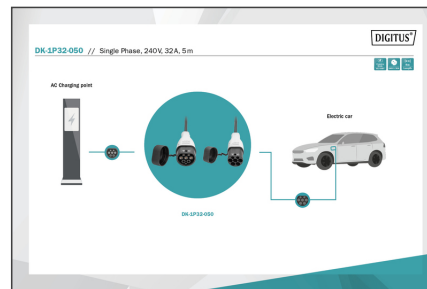 DIGITUS®
DK-1P32-050 // Single Phase, 240V, 32A, 5m
AC Charging point
Electric car
DK-1P32-050